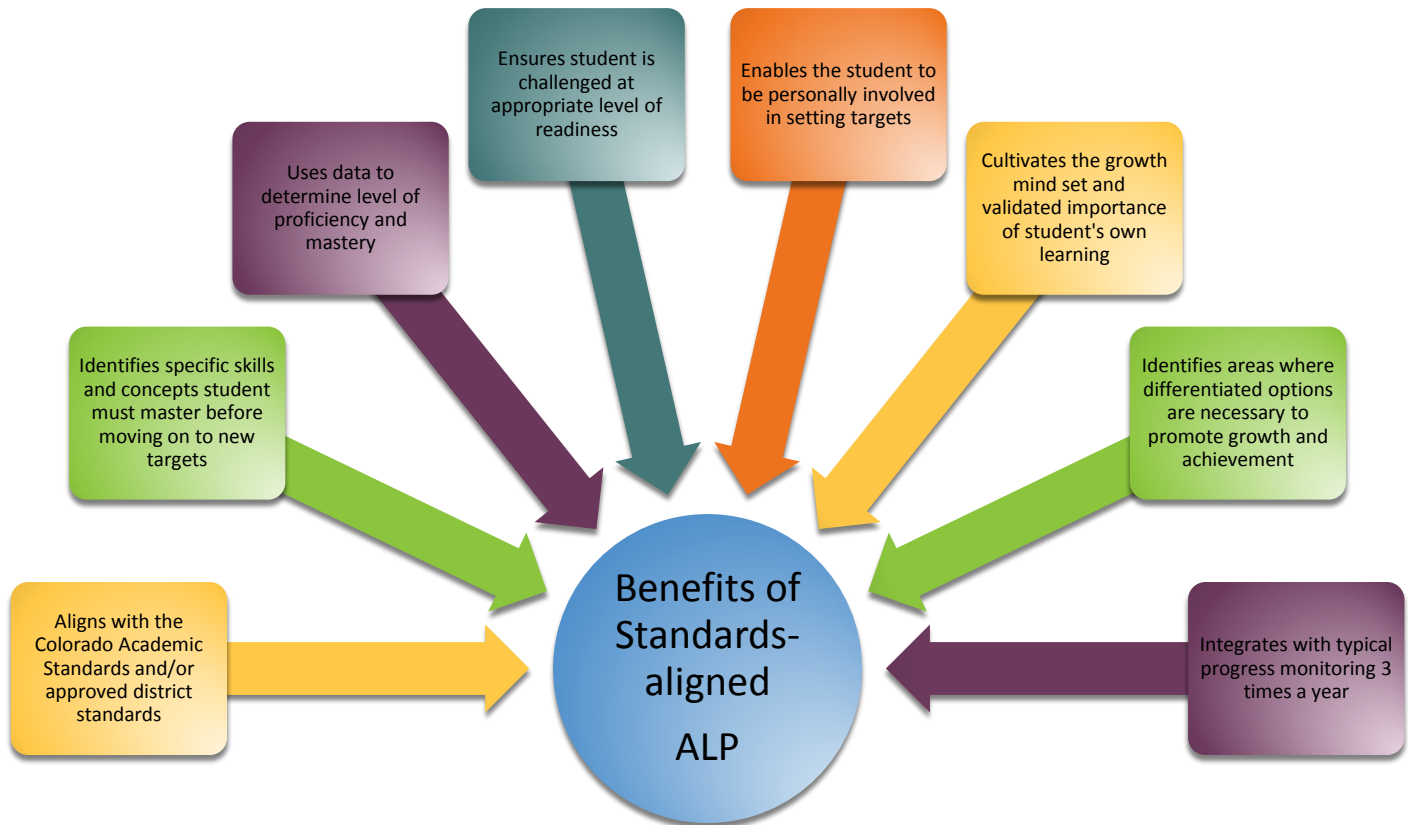 Aligns with the
Colorado Academic
Standards and/or
approved district
standards
Identifies specific skills
and concepts student
must master before
moving on to new
targets
Uses data to
determine level of
proficiency and
mastery
Ensures student is
challenged at
appropriate level of
readiness
Enables the student to
be personally involved
in setting targets
Cultivates the growth
mind set and
validated importance
of student's own
learning
Identifies areas where
differentiated options
are necessary to
promote growth and
achievement
Integrates with typical
progress monitoring 3
times a year
Benefits of
Standards-
aligned
ALP